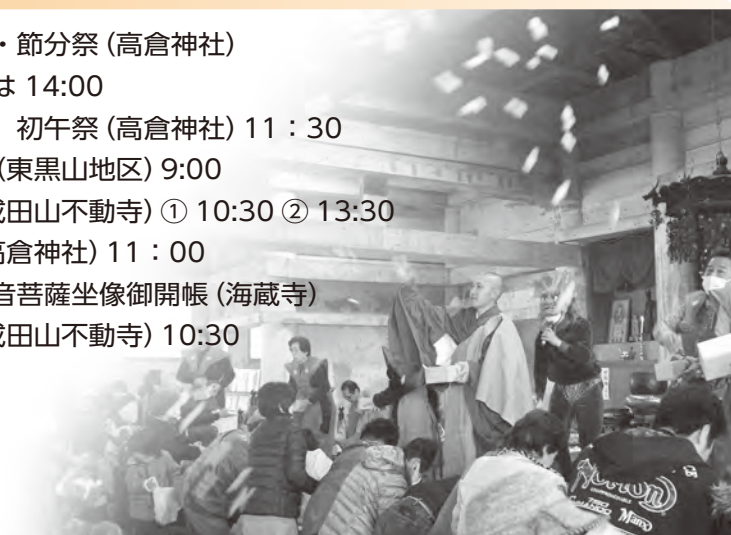 ・節分祭 (高倉神社)
は 14:00
初午祭 (高倉神社) 11：30
(東黒山地区) 9:00
成田山不動寺) ① 10:30 ② 13:30
高倉神社) 11：00
音菩薩坐像御開帳 (海蔵寺)
成田山不動寺) 10:30